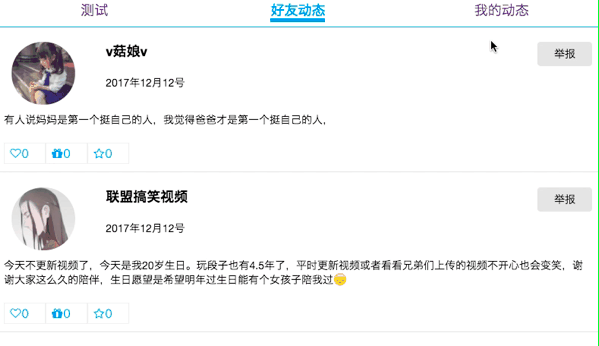 测试 好友动态 我的动态
v菇娘v
举报
2017年12月12号
有人说妈妈是第一个挺自己的人，我觉得爸爸才是第一个挺自己的人，
0 0 0
联盟搞笑视频
举报
2017年12月12号
今天不更新视频了，今天是我20岁生日。玩段子也有4.5年了，平时更新视频或者看看兄弟们上传的视频不开心也会变笑，谢
谢大家这么久的陪伴，生日愿望是希望明年过生日能有个女孩子陪我过
0 0 0